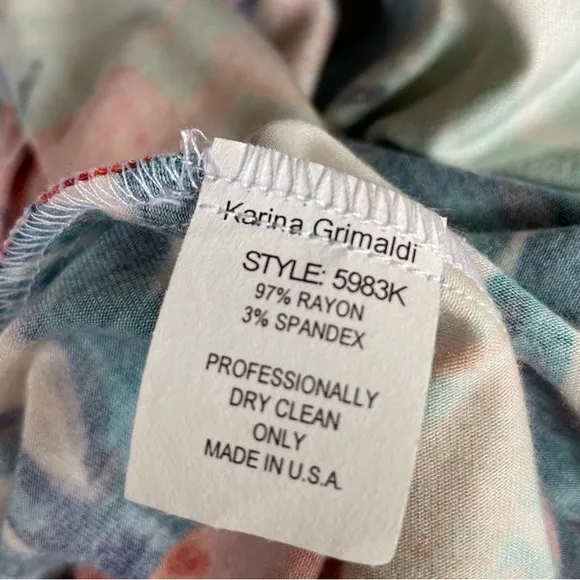 Karina Grimaldi
STYLE: 5983K
97% RAYON
3% SPANDEX
PROFESSIONALLY
DRY CLEAN
ONLY
MADE IN U.S.A.